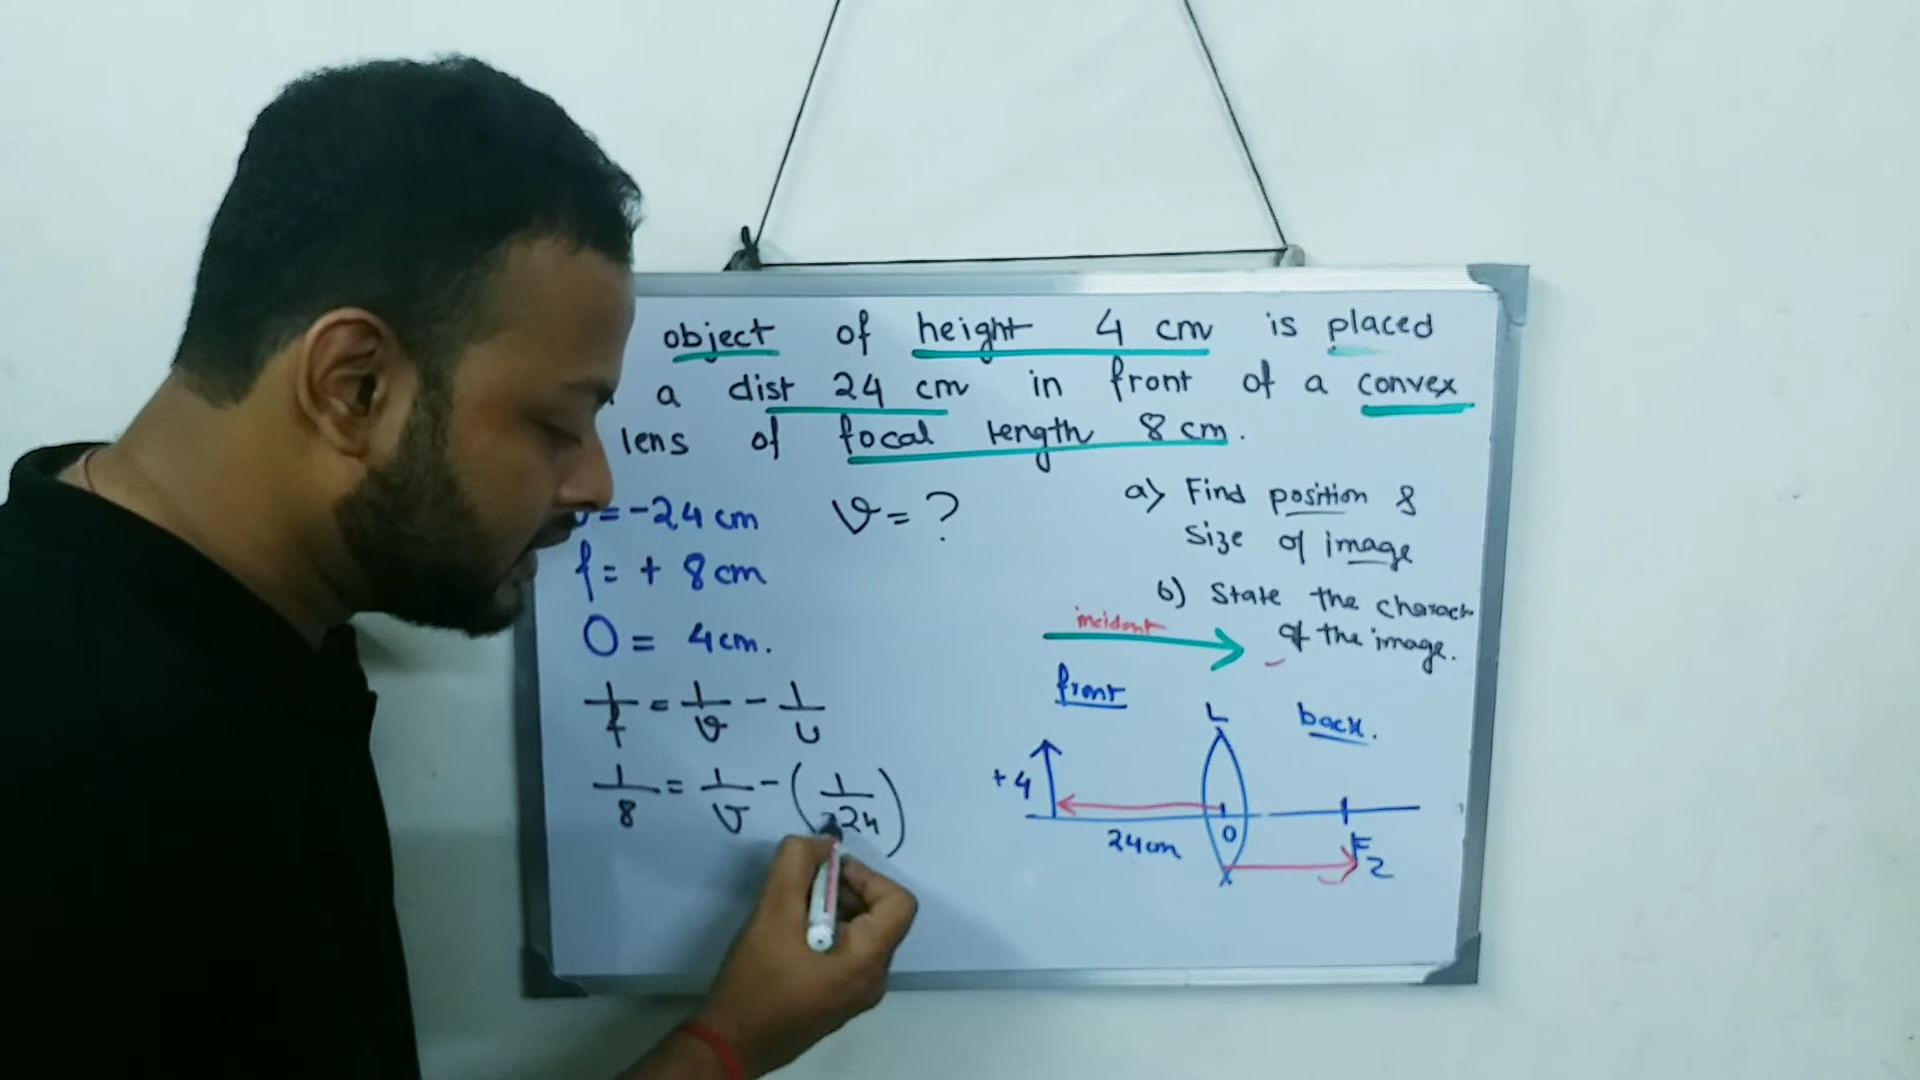 object of height 4 cm is placed
a dist 24 cm in front of a convex
lens of focal length 8 cm.
= -24 cm v = ?
f = + 8 cm
O = 4 cm.
1/f = 1/v - 1/u
1/8 = 1/v - (1/-24)
a) Find position &
size of image
b) State the charact
of the image.
incident
front
L
back.
+4
24cm
O
F2